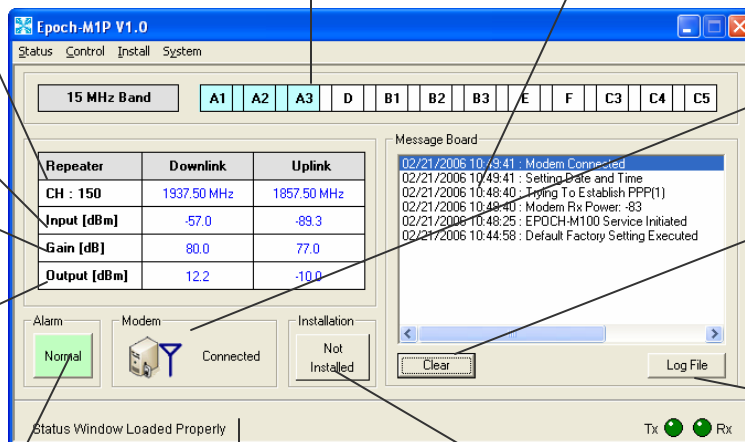 Epoch-M1P V1.0
Status Control Install System
15 MHz Band A1 A2 A3 D B1 B2 B3 E F C3 C4 C5
Repeater Downlink Uplink
CH : 150 1937.50 MHz 1857.50 MHz
Input [dBm] -57.0 -89.3
Gain [dB] 80.0 77.0
Output [dBm] 12.2 -10.0
Message Board
02/21/2006 10:49:41 : Modem Connected
02/21/2006 10:49:41 : Setting Date and Time
02/21/2006 10:48:40 : Trying To Establish PPP(1)
02/21/2006 10:48:40 : Modem Rx Power: -83
02/21/2006 10:48:25 : EPOCH-M100 Service Initiated
02/21/2006 10:44:58 : Default Factory Setting Executed
Alarm
Normal
Modem
Connected
Installation
Not
Installed
Clear
Log File
Status Window Loaded Properly
Tx Rx